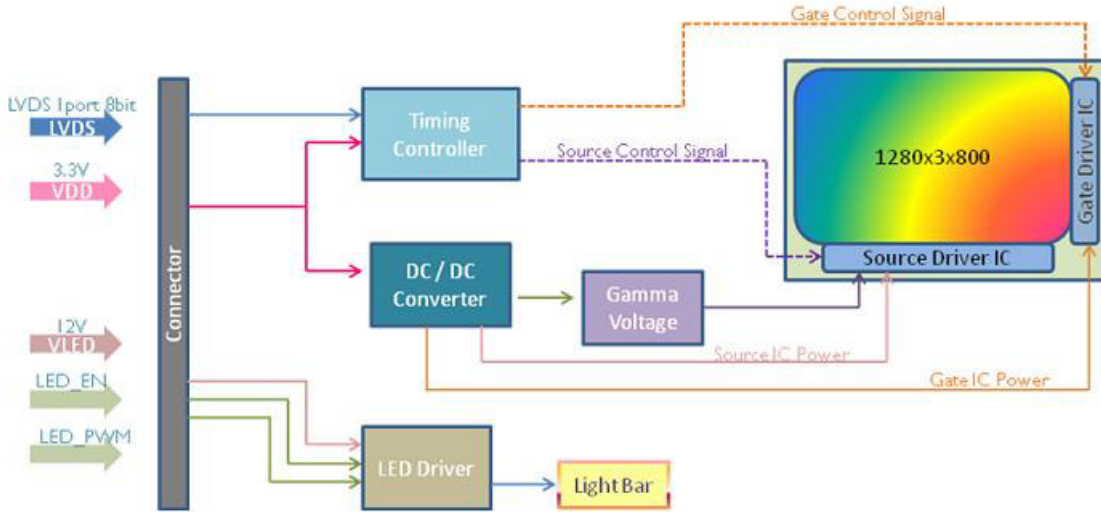 Gate Control Signal
LVDS 1port 8bit
LVDS
3.3V
VDD
Timing
Controller
Source Control Signal
1280x3x800
Gate Driver IC
Source Driver IC
Connector
DC / DC
Converter
Gamma
Voltage
12V
VLED
Source IC Power
LED_EN
Gate IC Power
LED_PWM
LED Driver
Light Bar